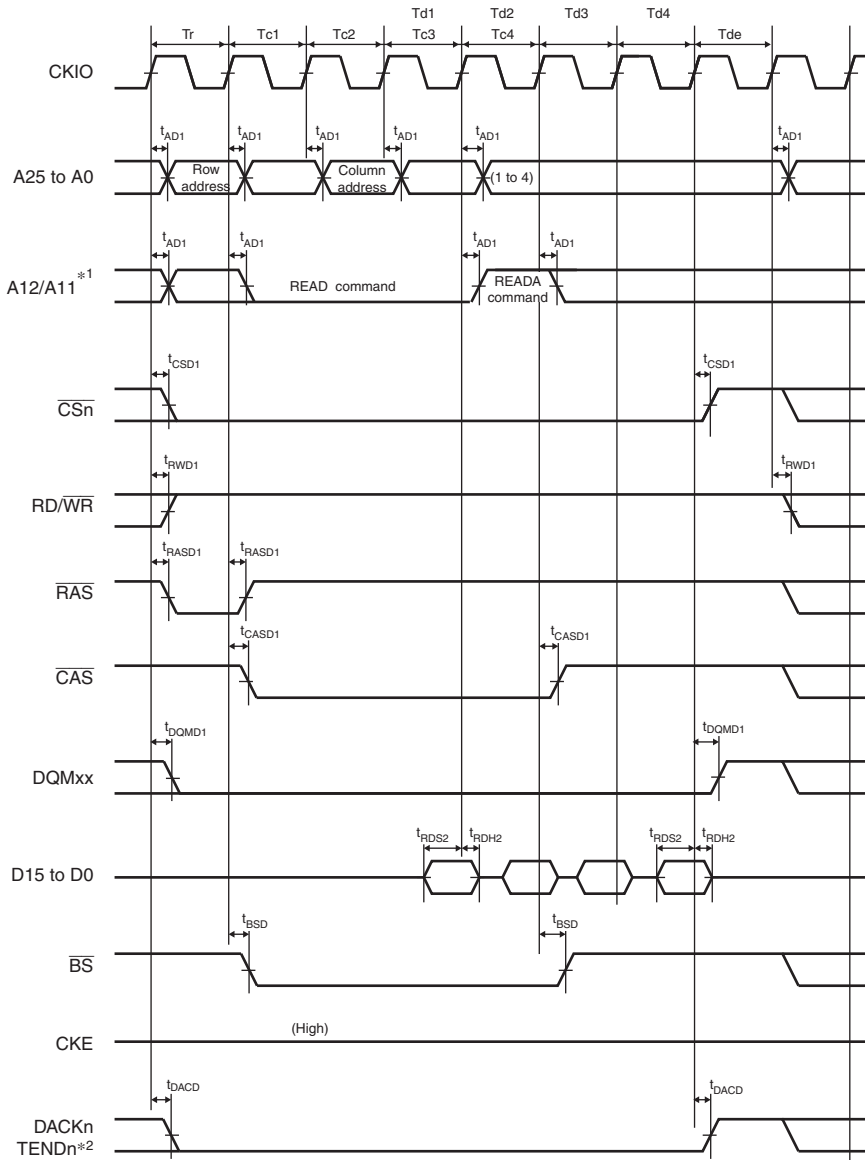 Td1 Td2 Td3 Td4
Tr Tc1 Tc2 Tc3 Tc4 Tde
CKIO
tAD1 tAD1 tAD1 tAD1 tAD1 tAD1
A25 to A0
Row address
Column address
(1 to 4)
tAD1 tAD1 tAD1 tAD1
A12/A11*1
READ command
READA command
tCSD1 tCSD1
CSn
tRWD1 tRWD1
RD/WR
tRASD1 tRASD1
RAS
tCASD1 tCASD1
CAS
tDQMD1 tDQMD1
DQMxx
tRDS2 tRDH2 tRDS2 tRDH2
D15 to D0
tBSD tBSD
BS
(High)
CKE
tDACD tDACD
DACKn
TENDn*2